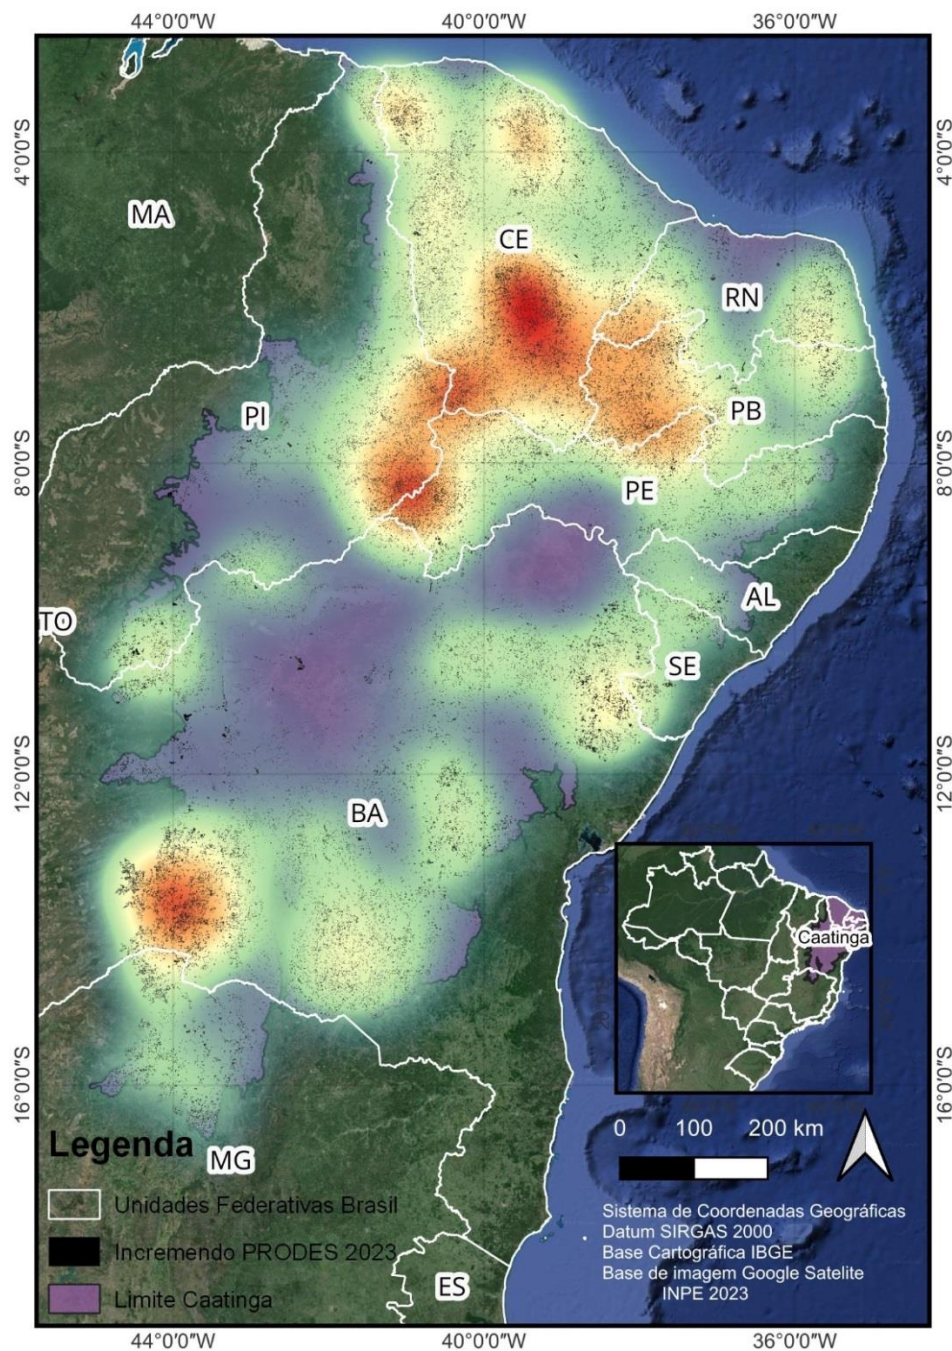 44°0'0"W 40°0'0"W 36°0'0"W
4°0'0"S 4°0'0"S
MA
CE
RN
PI
PB
8°0'0"S 8°0'0"S
PE
TO
AL
SE
12°0'0"S 12°0'0"S
BA
Caatinga
16°0'0"S 16°0'0"S
0 100 200 km
Legenda
MG
Unidades Federativas Brasil
Incremendo PRODES 2023
Limite Caatinga
ES
Sistema de Coordenadas Geográficas
Datum SIRGAS 2000
Base Cartográfica IBGE
Base de imagem Google Satelite
INPE 2023
44°0'0"W 40°0'0"W 36°0'0"W